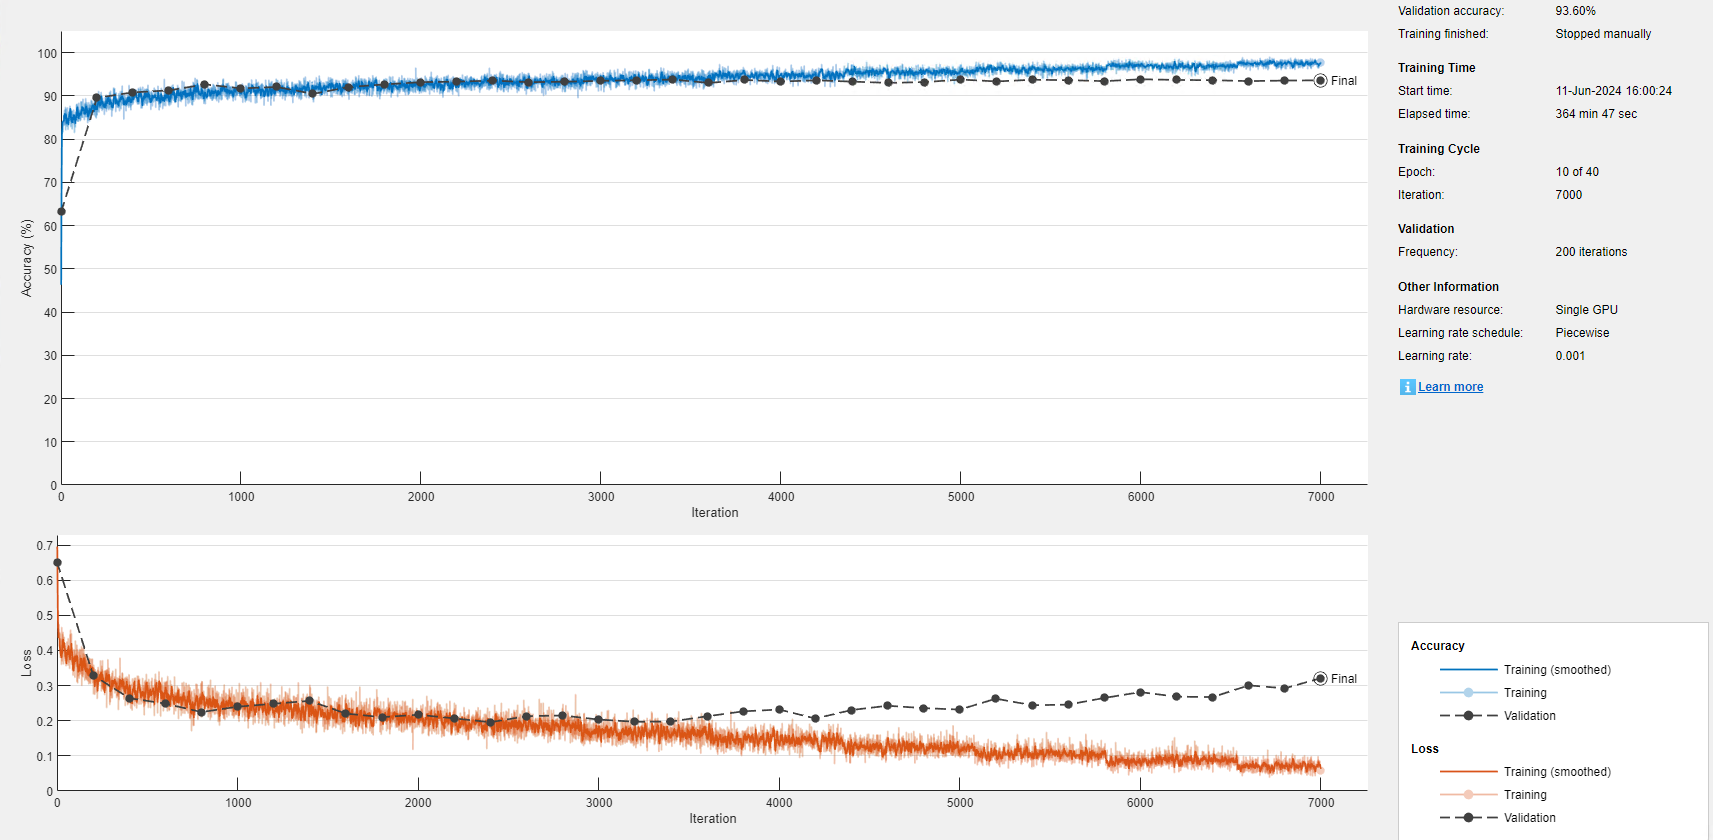 Validation accuracy: 93.60%
Training finished: Stopped manually
Training Time
Start time: 11-Jun-2024 16:00:24
Elapsed time: 364 min 47 sec
Training Cycle
Epoch: 10 of 40
Iteration: 7000
Validation
Frequency: 200 iterations
Other Information
Hardware resource: Single GPU
Learning rate schedule: Piecewise
Learning rate: 0.001
i Learn more
Accuracy (%)
100
90
80
70
60
50
40
30
20
10
0
Final
0 1000 2000 3000 4000 5000 6000 7000
Iteration
Loss
0.7
0.6
0.5
0.4
0.3
0.2
0.1
0
Final
0 1000 2000 3000 4000 5000 6000 7000
Iteration
Accuracy
Training (smoothed)
Training
Validation
Loss
Training (smoothed)
Training
Validation